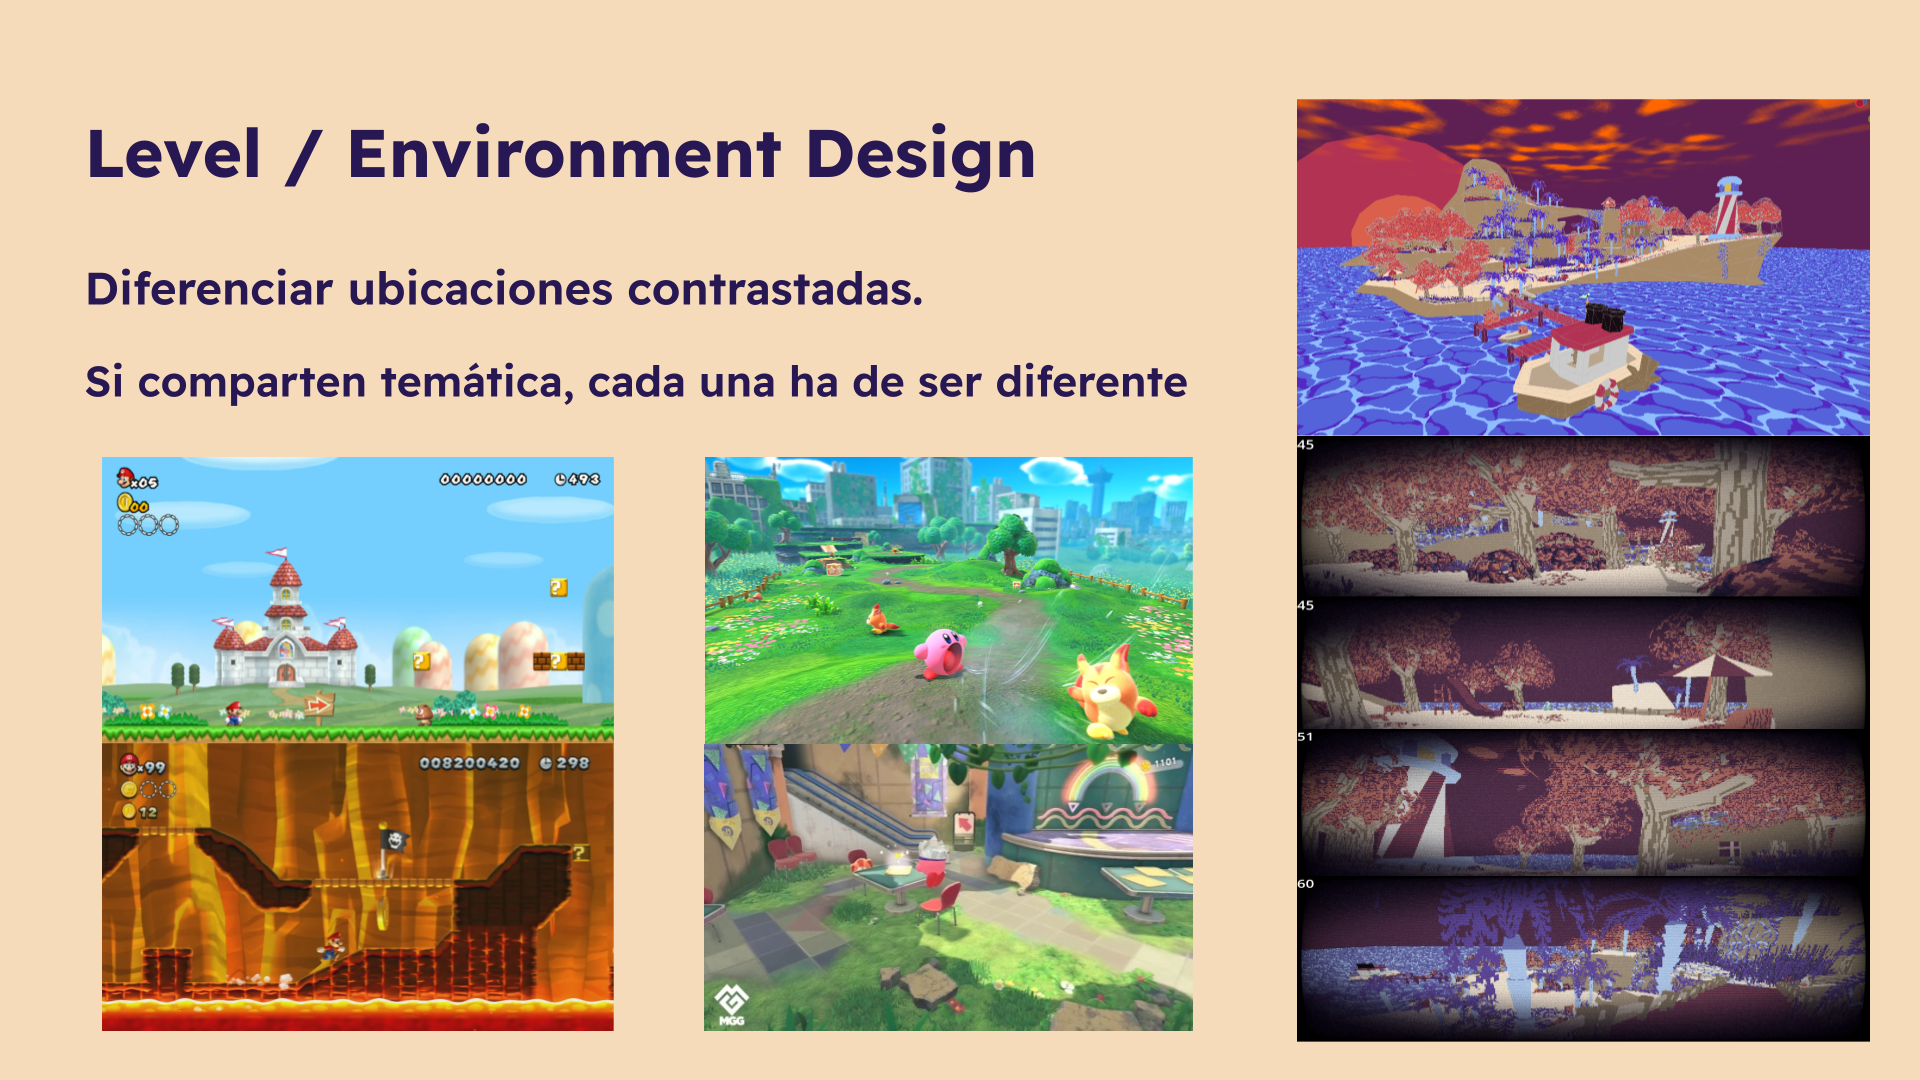 Level / Environment Design
Diferenciar ubicaciones contrastadas.
Si comparten temática, cada una ha de ser diferente
x05
00
00000000
493
?
?
?
x99
12
008200420
298
?
1101
MGG
45
45
51
60